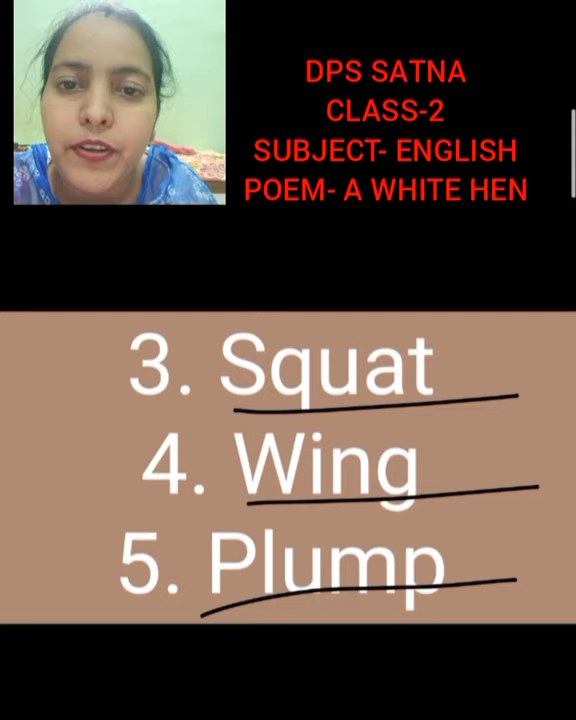 DPS SATNA
CLASS-2
SUBJECT- ENGLISH
POEM- A WHITE HEN
3. Squat
4. Wing
5. Plump